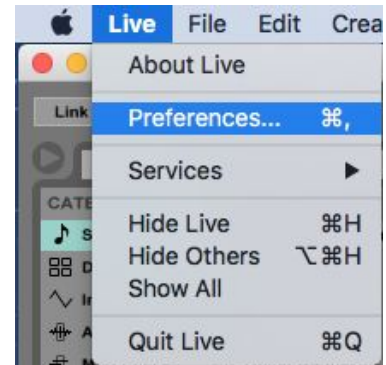 Live File Edit Crea
About Live
Link
Preferences... ⌘,
Services ▶
CATE
S
Hide Live ⌘H
D
Hide Others ⌥⌘H
Show All
A
Quit Live ⌘Q